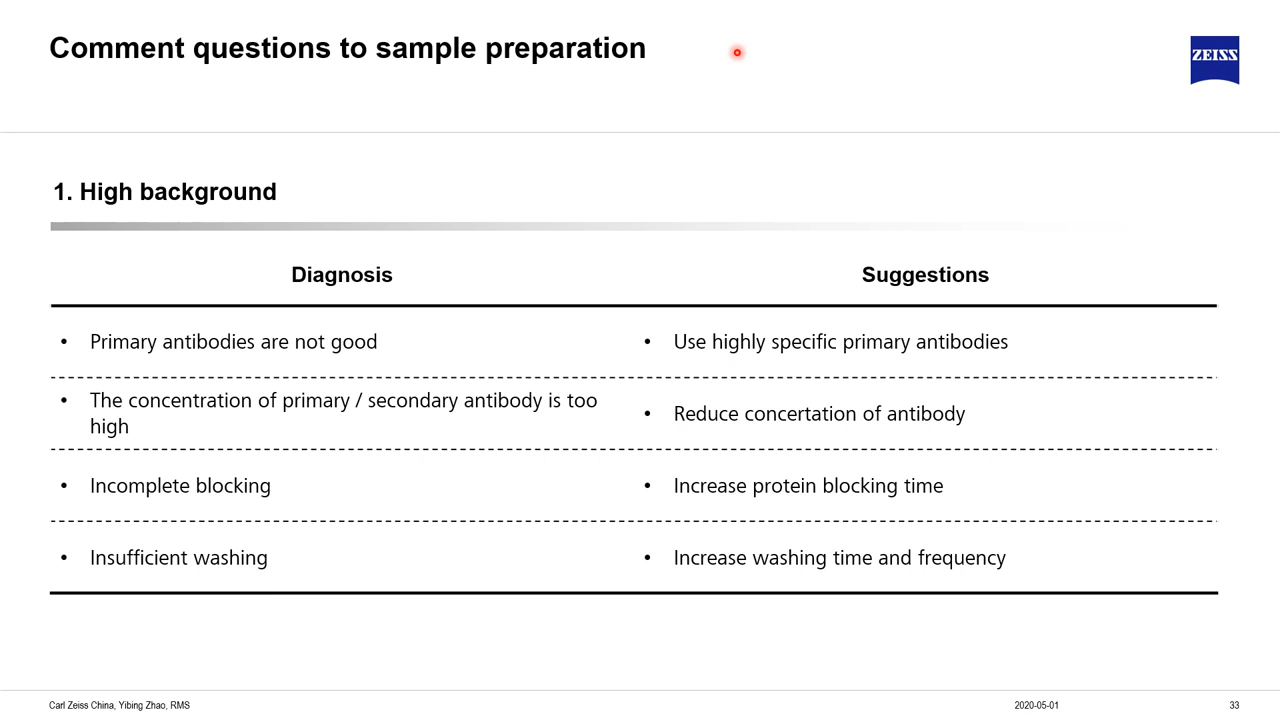 Comment questions to sample preparation
ZEISS
1. High background
Diagnosis
Suggestions
• Primary antibodies are not good
• Use highly specific primary antibodies
• The concentration of primary / secondary antibody is too
high
• Reduce concertation of antibody
• Incomplete blocking
• Increase protein blocking time
• Insufficient washing
• Increase washing time and frequency
Carl Zeiss China, Yibing Zhao, RMS
2020-05-01
33